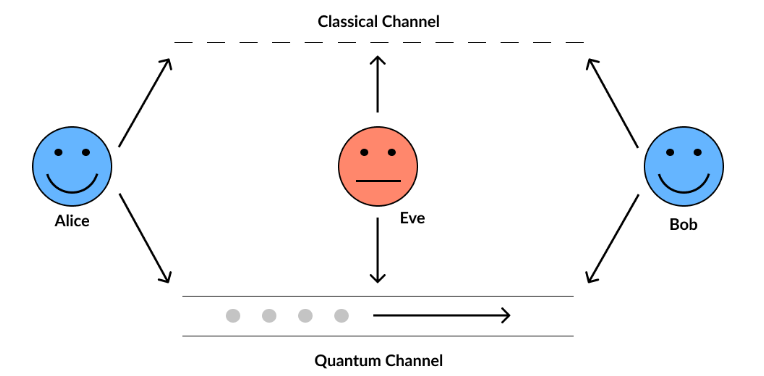 Classical Channel
Alice
Eve
Bob
Quantum Channel